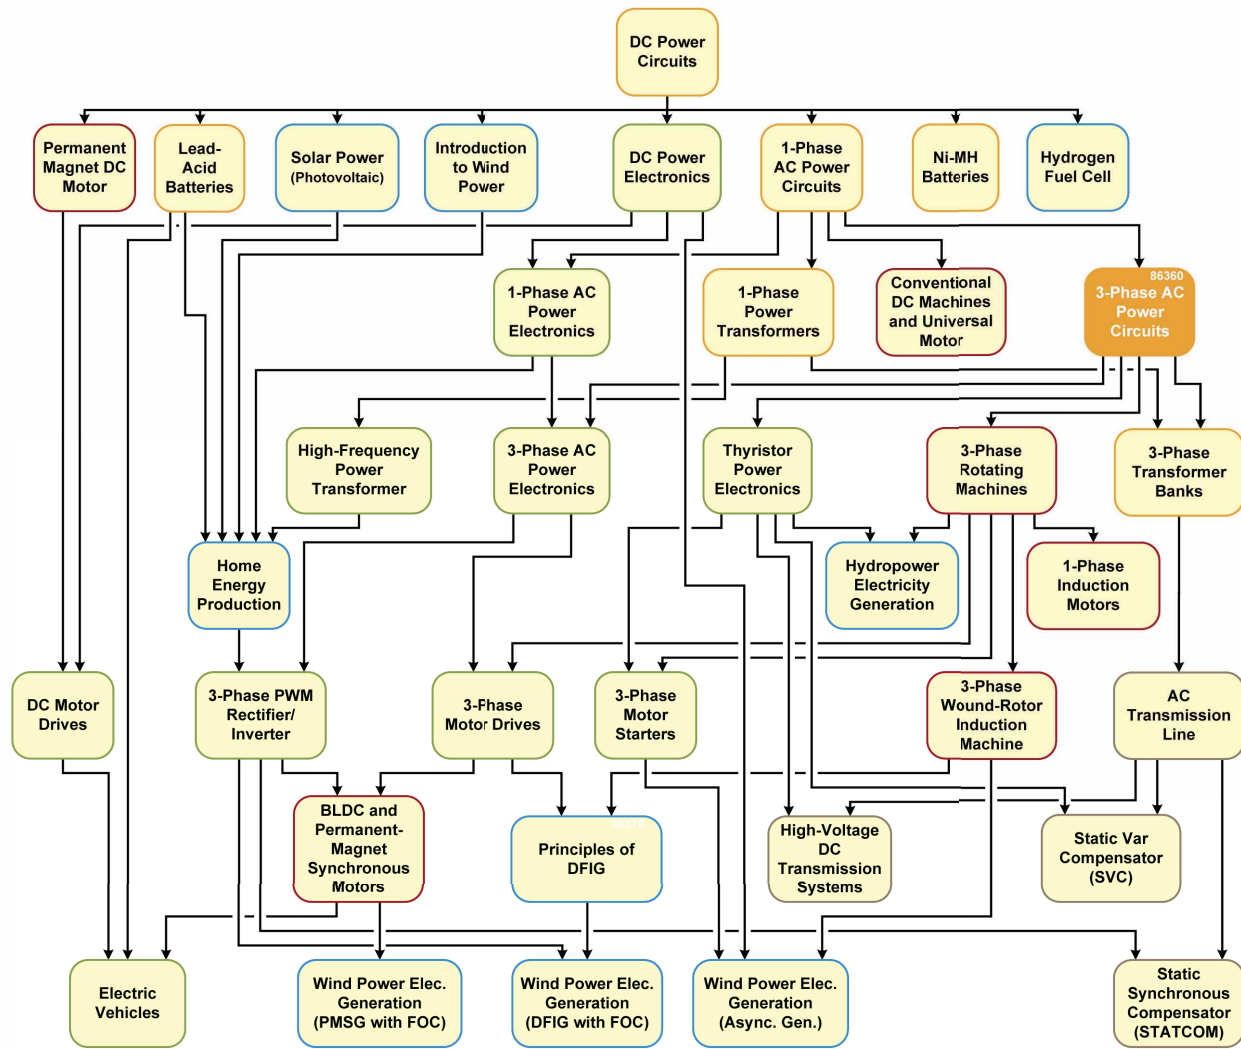 DC Power
Circuits
Permanent
Magnet DC
Motor
Lead-
Acid
Batteries
Solar Power
(Photovoltaic)
Introduction
to Wind
Power
DC Power
Electronics
1-Phase
AC Power
Circuits
Ni-MH
Batteries
Hydrogen
Fuel Cell
1-Phase AC
Power
Electronics
1-Phase
Power
Transformers
Conventional
DC Machines
and Universal
Motor
86360
3-Phase AC
Power
Circuits
High-Frequency
Power
Transformer
3-Phase AC
Power
Electronics
Thyristor
Power
Electronics
3-Phase
Rotating
Machines
3-Phase
Transformer
Banks
Home
Energy
Production
Hydropower
Electricity
Generation
1-Phase
Induction
Motors
DC Motor
Drives
3-Phase PWM
Rectifier/
Inverter
3-Fhase
Motor Drives
3-Phase
Motor
Starters
3-Phase
Wound-Rotor
Induction
Machine
AC
Transmission
Line
BLDC and
Permanent-
Magnet
Synchronous
Motors
Principles of
DFIG
High-Voltage
DC
Transmission
Systems
Static Var
Compensator
(SVC)
Electric
Vehicles
Wind Power Elec.
Generation
(PMSG with FOC)
Wind Power Elec.
Generation
(DFIG with FOC)
Wind Power Elec.
Generation
(Async. Gen.)
Static
Synchronous
Compensator
(STATCOM)